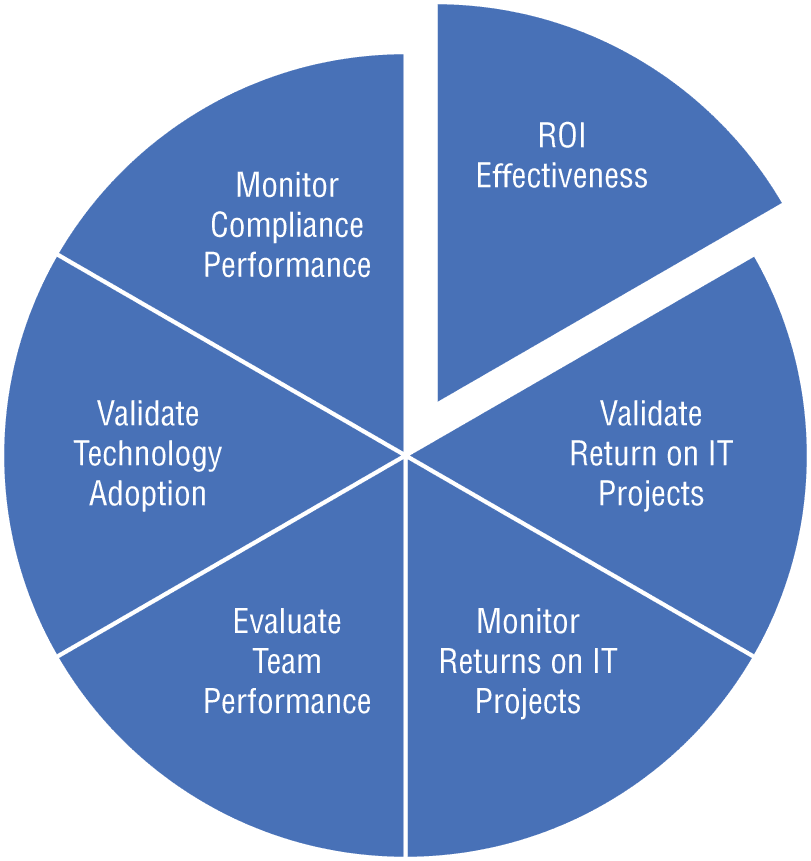 ROI
Effectiveness
Validate
Return on IT
Projects
Monitor
Returns on IT
Projects
Evaluate
Team
Performance
Validate
Technology
Adoption
Monitor
Compliance
Performance